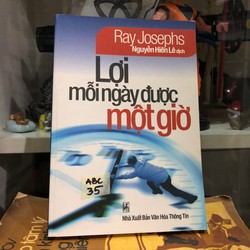 Ray Josephs
Nguyễn Hiến Lê dịch
Lợi
mỗi ngày được
một giờ
ABC
35
Nhà Xuất Bản Văn Hóa Thông Tin